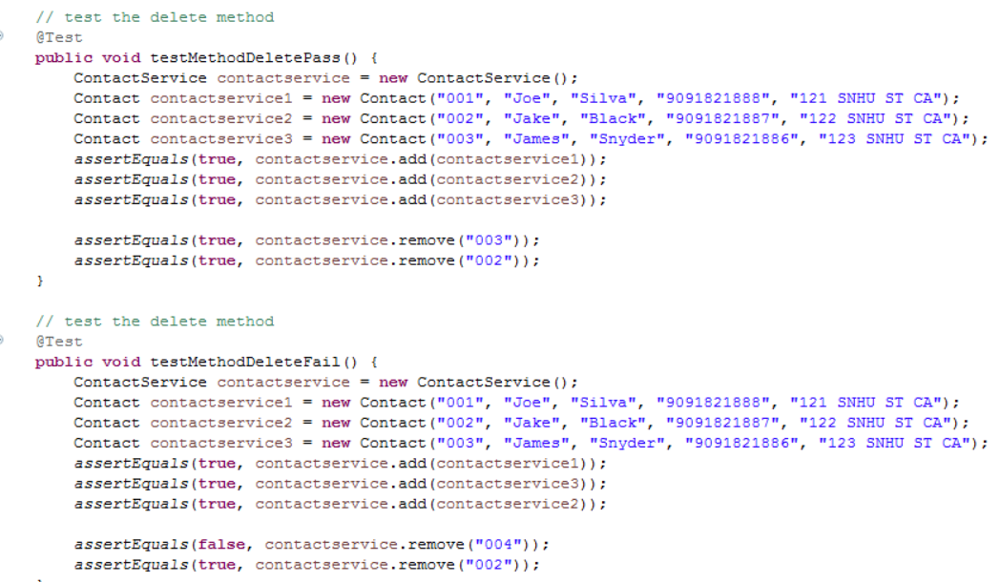 // test the delete method
@Test
public void testMethodDeletePass() {
ContactService contactservice = new ContactService();
Contact contactservice1 = new Contact("001", "Joe", "Silva", "9091821888", "121 SNHU ST CA");
Contact contactservice2 = new Contact("002", "Jake", "Black", "9091821887", "122 SNHU ST CA");
Contact contactservice3 = new Contact("003", "James", "Snyder", "9091821886", "123 SNHU ST CA");
assertEquals(true, contactservice.add(contactservice1));
assertEquals(true, contactservice.add(contactservice2));
assertEquals(true, contactservice.add(contactservice3));
assertEquals(true, contactservice.remove("003"));
assertEquals(true, contactservice.remove("002"));
}
// test the delete method
@Test
public void testMethodDeleteFail() {
ContactService contactservice = new ContactService();
Contact contactservice1 = new Contact("001", "Joe", "Silva", "9091821888", "121 SNHU ST CA");
Contact contactservice2 = new Contact("002", "Jake", "Black", "9091821887", "122 SNHU ST CA");
Contact contactservice3 = new Contact("003", "James", "Snyder", "9091821886", "123 SNHU ST CA");
assertEquals(true, contactservice.add(contactservice1));
assertEquals(true, contactservice.add(contactservice3));
assertEquals(true, contactservice.add(contactservice2));
assertEquals(false, contactservice.remove("004"));
assertEquals(true, contactservice.remove("002"));